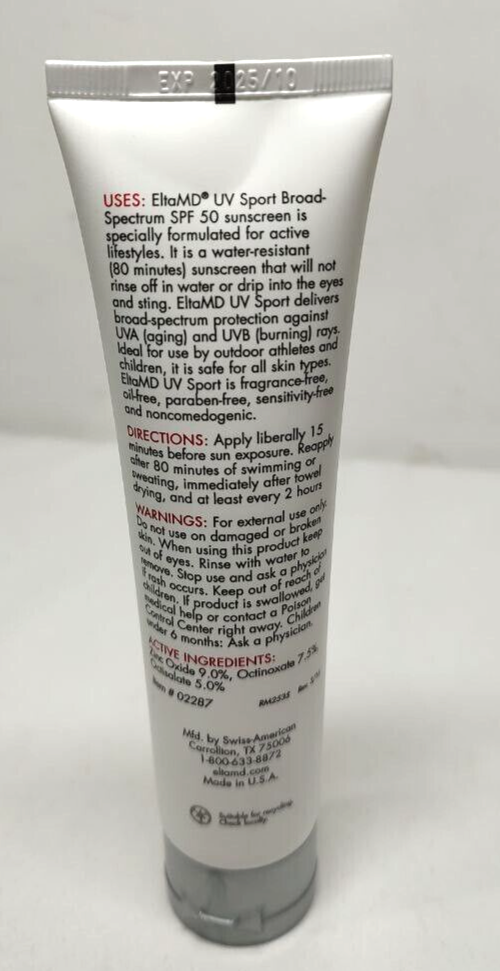 EXP 2025/10
USES: EltaMD® UV Sport Broad-
Spectrum SPF 50 sunscreen is
specially formulated for active
lifestyles. It is a water-resistant
(80 minutes) sunscreen that will not
rinse off in water or drip into the eyes
and sting. EltaMD UV Sport delivers
broad-spectrum protection against
UVA (aging) and UVB (burning) rays.
Ideal for use by outdoor athletes and
children, it is safe for all skin types.
EltaMD UV Sport is fragrance-free,
oil-free, paraben-free, sensitivity-free
and noncomedogenic.
DIRECTIONS: Apply liberally 15
minutes before sun exposure. Reapply
after 80 minutes of swimming or
sweating, immediately after towel
drying, and at least every 2 hours
WARNINGS: For external use only.
Do not use on damaged or broken
skin. When using this product keep
out of eyes. Rinse with water to
remove. Stop use and ask a physician
if rash occurs. Keep out of reach of
children. If product is swallowed, get
medical help or contact a Poison
Control Center right away. Children
under 6 months: Ask a physician.
ACTIVE INGREDIENTS:
Zinc Oxide 9.0%, Octinoxate 7.5%,
Octisalate 5.0%
Item # 02287
RM2535 Rev.
Mfd. by Swiss-American
Carrollton, TX 75006
1-800-633-8872
eltamd.com
Made in U.S.A.
Suitable for recycling
Check locally.